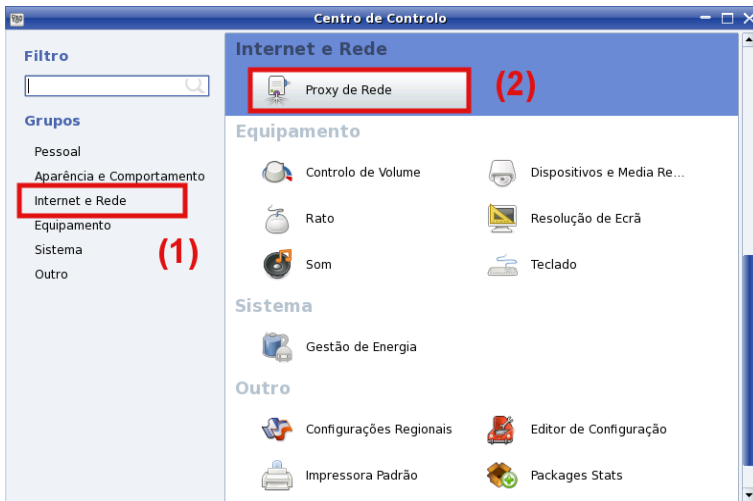 Centro de Controlo
Filtro
Grupos
Pessoal
Aparência e Comportamento
Internet e Rede
Equipamento
Sistema
Outro
(1)
Internet e Rede
Proxy de Rede
(2)
Equipamento
Controlo de Volume
Dispositivos e Media Re...
Rato
Resolução de Ecrã
Som
Teclado
Sistema
Gestão de Energia
Outro
Configurações Regionais
Editor de Configuração
Impressora Padrão
Packages Stats